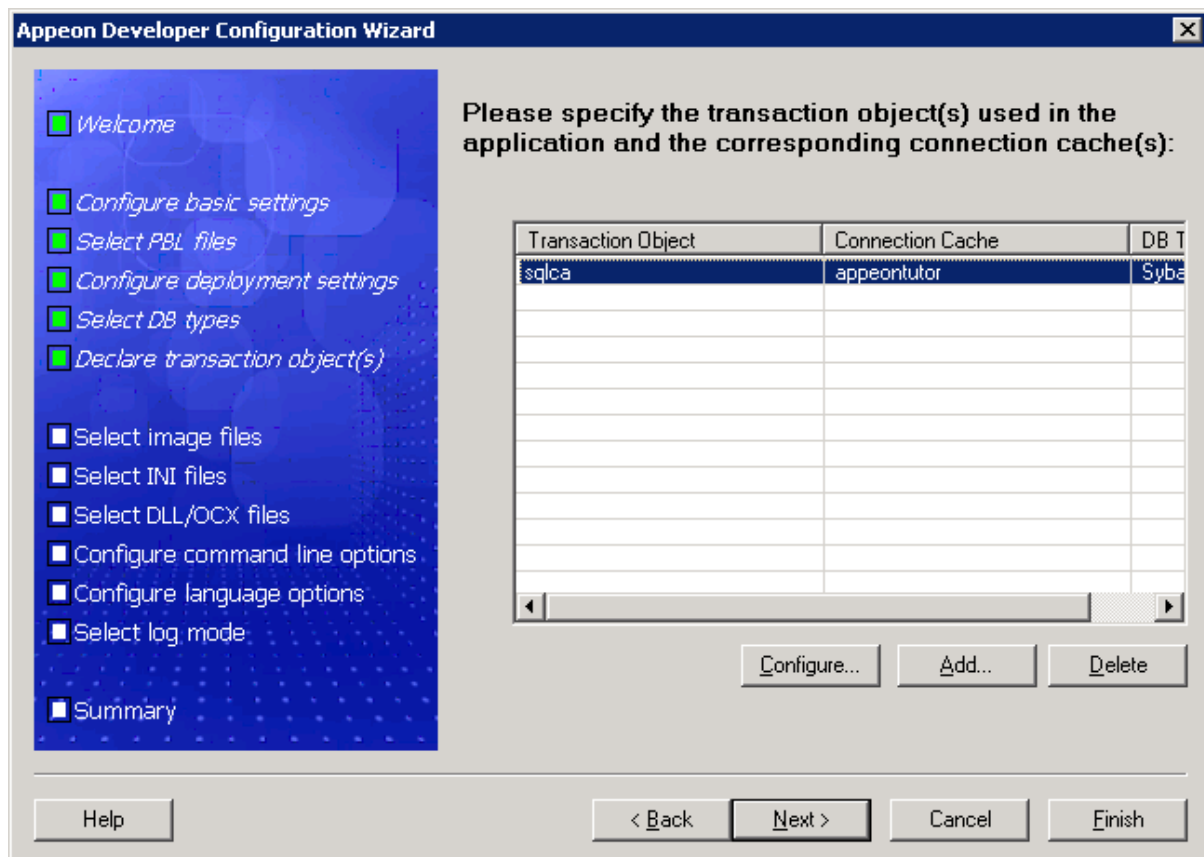 Appeon Developer Configuration Wizard
Welcome
Configure basic settings
Select PBL files
Configure deployment settings
Select DB types
Declare transaction object(s)
Select image files
Select INI files
Select DLL/OCX files
Configure command line options
Configure language options
Select log mode
Summary
Please specify the transaction object(s) used in the
application and the corresponding connection cache(s):
Transaction Object Connection Cache DB T
sqlca appeontutor Syba
Configure... Add... Delete
Help < Back Next > Cancel Finish